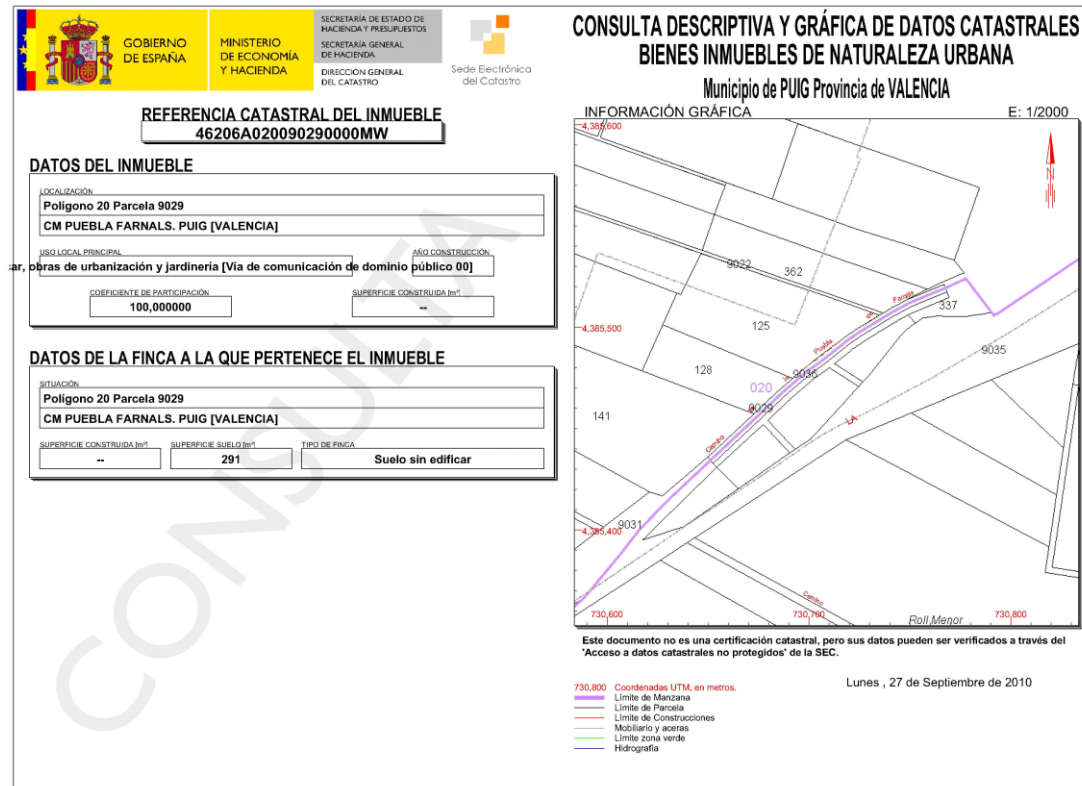 GOBIERNO
DE ESPAÑA
MINISTERIO
DE ECONOMÍA
Y HACIENDA
SECRETARÍA DE ESTADO DE
HACIENDA Y PRESUPUESTOS
SECRETARÍA GENERAL
DE HACIENDA
DIRECCIÓN GENERAL
DEL CATASTRO
Sede Electrónica
del Catastro
REFERENCIA CATASTRAL DEL INMUEBLE
46206A020090290000MW
DATOS DEL INMUEBLE
LOCALIZACIÓN
Polígono 20 Parcela 9029
CM PUEBLA FARNALS. PUIG [VALENCIA]
USO LOCAL PRINCIPAL
AÑO CONSTRUCCIÓN
ar, obras de urbanización y jardinería [Vía de comunicación de dominio público 00]
COEFICIENTE DE PARTICIPACIÓN
SUPERFICIE CONSTRUIDA [m²]
100,000000
--
DATOS DE LA FINCA A LA QUE PERTENECE EL INMUEBLE
SITUACIÓN
Polígono 20 Parcela 9029
CM PUEBLA FARNALS. PUIG [VALENCIA]
SUPERFICIE CONSTRUIDA [m²]
SUPERFICIE SUELO [m²]
TIPO DE FINCA
--
291
Suelo sin edificar
CONSULTA
CONSULTA DESCRIPTIVA Y GRÁFICA DE DATOS CATASTRALES
BIENES INMUEBLES DE NATURALEZA URBANA
Municipio de PUIG Provincia de VALENCIA
INFORMACIÓN GRÁFICA
E: 1/2000
4,385,600
N
9022
362
Farnals
de
337
4,385,500
125
Puebla
9035
128
9036
la
020
9029
141
LA
Camino
9031
4,385,400
Camino
730,600
730,700
730,800
Roll Menor
Este documento no es una certificación catastral, pero sus datos pueden ser verificados a través del
'Acceso a datos catastrales no protegidos' de la SEC.
Lunes , 27 de Septiembre de 2010
730,800 Coordenadas UTM, en metros.
Límite de Manzana
Límite de Parcela
Límite de Construcciones
Mobiliario y aceras
Límite zona verde
Hidrografía